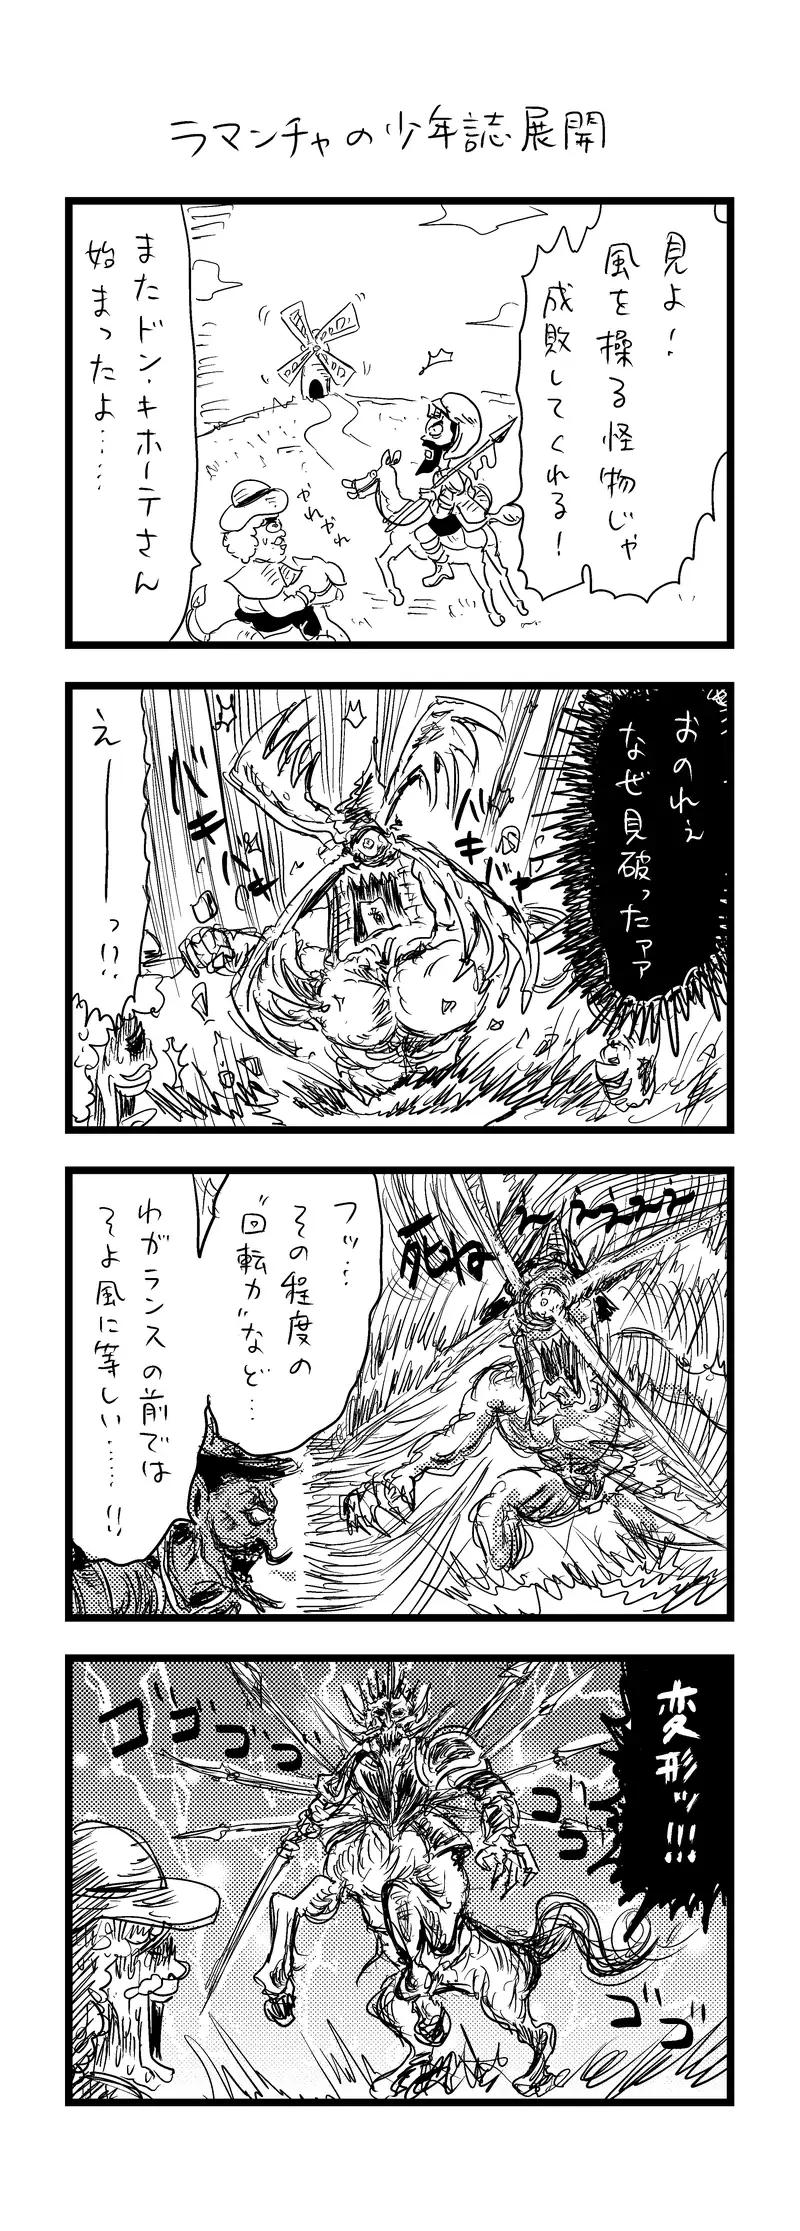 ラマンチャの少年誌展開
見よ！
風を操る怪物じゃ
成敗してくれる！
やれやれ
またドン・キホーテさん
始まったよ……
おのれぇ
なぜ見破ったァァ
バキバキ
バキバキ
えーーーっ!?
死ね
〜〜〜〜〜
フッ…
その程度の
"回転力"など…
わがランスの前では
そよ風に等しい……!!
変形ッ!!!
ゴゴゴゴ
ゴゴ
ゴゴ